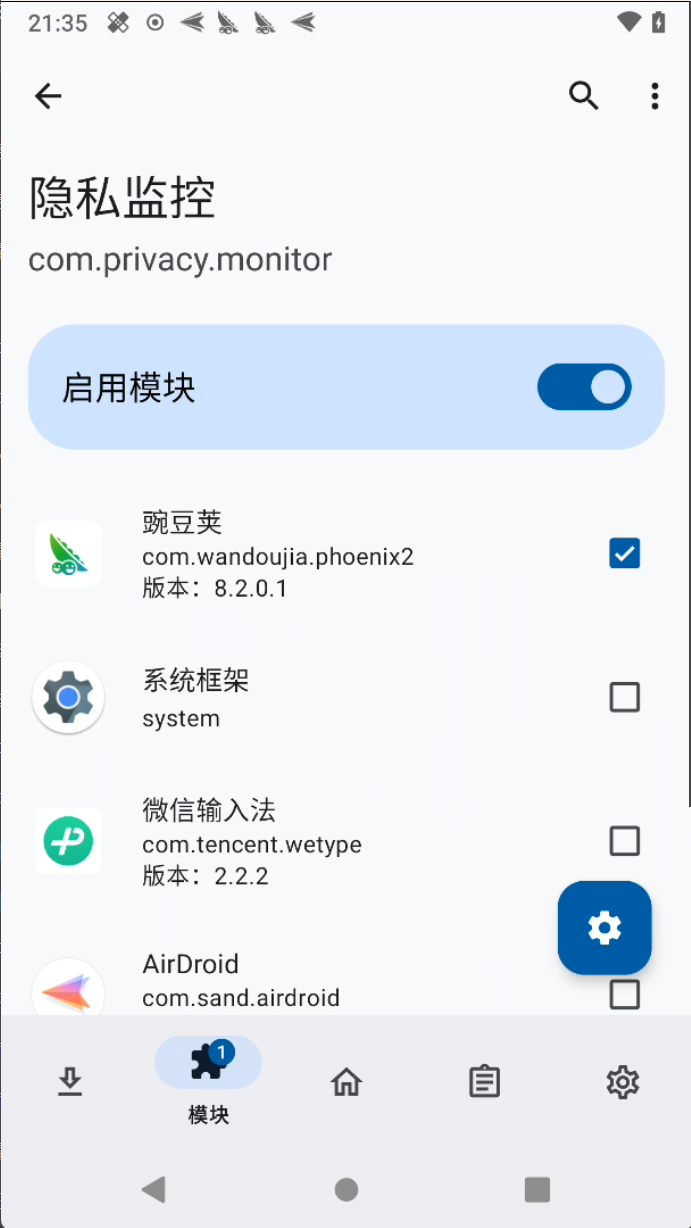 21:35
隐私监控
com.privacy.monitor
启用模块
豌豆荚
com.wandoujia.phoenix2
版本：8.2.0.1
系统框架
system
微信输入法
com.tencent.wetype
版本：2.2.2
AirDroid
com.sand.airdroid
1
模块